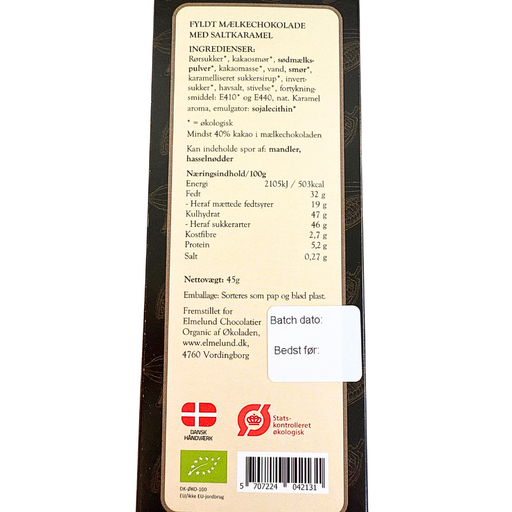 FYLDT MÆLKECHOKOLADE
MED SALTKARAMEL
INGREDIENSER:
Rørsukker*, kakaosmør*, sødmælks-
pulver*, kakaomasse*, vand, smør*,
karamelliseret sukkersirup*, invert-
sukker*, havsalt, stivelse*, fortyknings-
middel: E410* og E440, nat. Karamel
aroma, emulgator: sojalecithin*
* = økologisk
Mindst 40% kakao i mælkechokoladen
Kan indeholde spor af: mandler,
hasselnødder
Næringsindhold/100g
Energi 2105kJ / 503kcal
Fedt 32 g
- Heraf mættede fedtsyrer 19 g
Kulhydrat 47 g
- Heraf sukkerarter 46 g
Kostfibre 2,7 g
Protein 5,2 g
Salt 0,27 g
Nettovægt: 45g
Emballage: Sorteres som pap og blød plast.
Fremstillet for
Elmelund Chocolatier
Organic af Økoladen,
www.elmelund.dk,
4760 Vordingborg
Batch dato:
Bedst før:
DANSK
HÅNDVÆRK
Ø
Stats-
kontrolleret
økologisk
DK-ØKO-100
EU/ikke EU-jordbrug
5 707224 042131